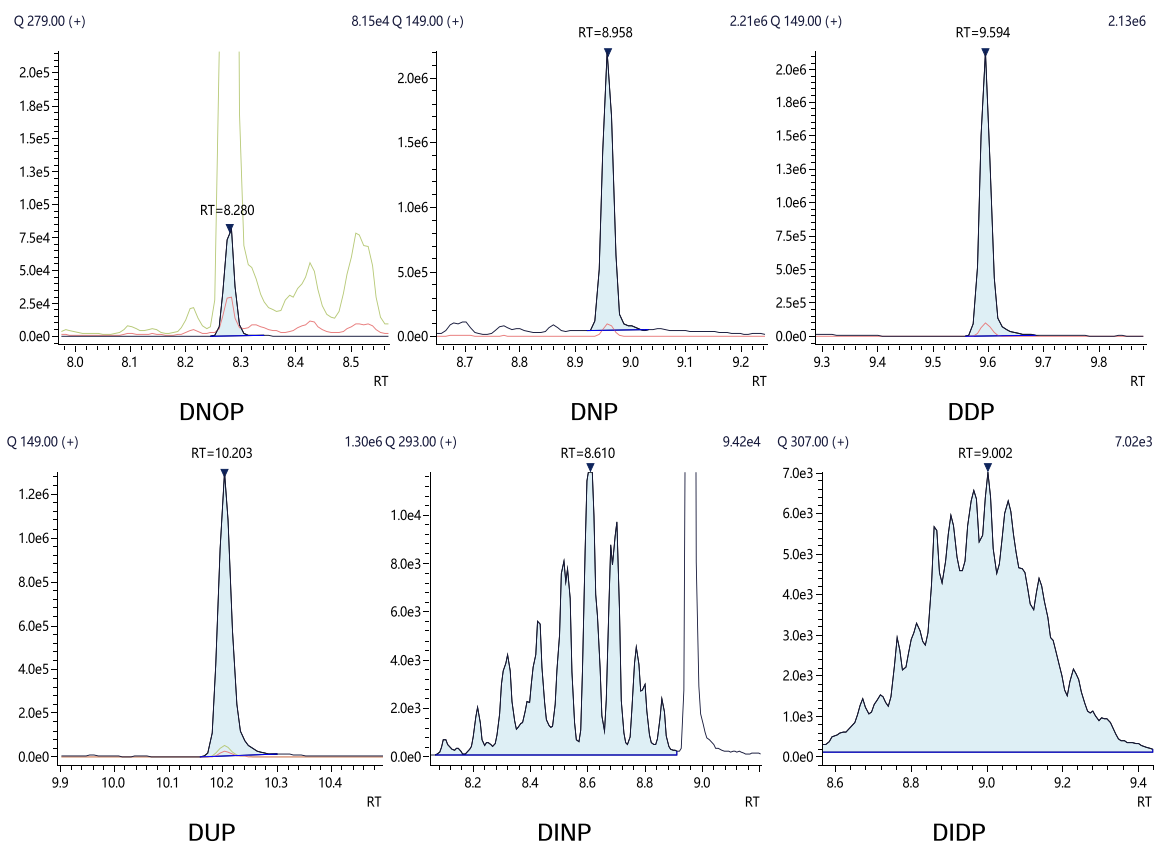 Q 279.00 (+) 8.15e4 Q 149.00 (+) 2.21e6 Q 149.00 (+) 2.13e6
RT=8.280
2.0e5
1.8e5
1.5e5
1.3e5
1.0e5
7.5e4
5.0e4
2.5e4
0.0e0
8.0 8.1 8.2 8.3 8.4 8.5
RT
DNOP
RT=8.958
2.0e6
1.5e6
1.0e6
5.0e5
0.0e0
8.7 8.8 8.9 9.0 9.1 9.2
RT
DNP
RT=9.594
2.0e6
1.8e6
1.5e6
1.3e6
1.0e6
7.5e5
5.0e5
2.5e5
0.0e0
9.3 9.4 9.5 9.6 9.7 9.8
RT
DDP
Q 149.00 (+) 1.30e6 Q 293.00 (+) 9.42e4 Q 307.00 (+) 7.02e3
RT=10.203
1.2e6
1.0e6
8.0e5
6.0e5
4.0e5
2.0e5
0.0e0
9.9 10.0 10.1 10.2 10.3 10.4
RT
DUP
RT=8.610
1.0e4
8.0e3
6.0e3
4.0e3
2.0e3
0.0e0
8.2 8.4 8.6 8.8 9.0
RT
DINP
RT=9.002
7.0e3
6.0e3
5.0e3
4.0e3
3.0e3
2.0e3
1.0e3
0.0e0
8.6 8.8 9.0 9.2 9.4
RT
DIDP